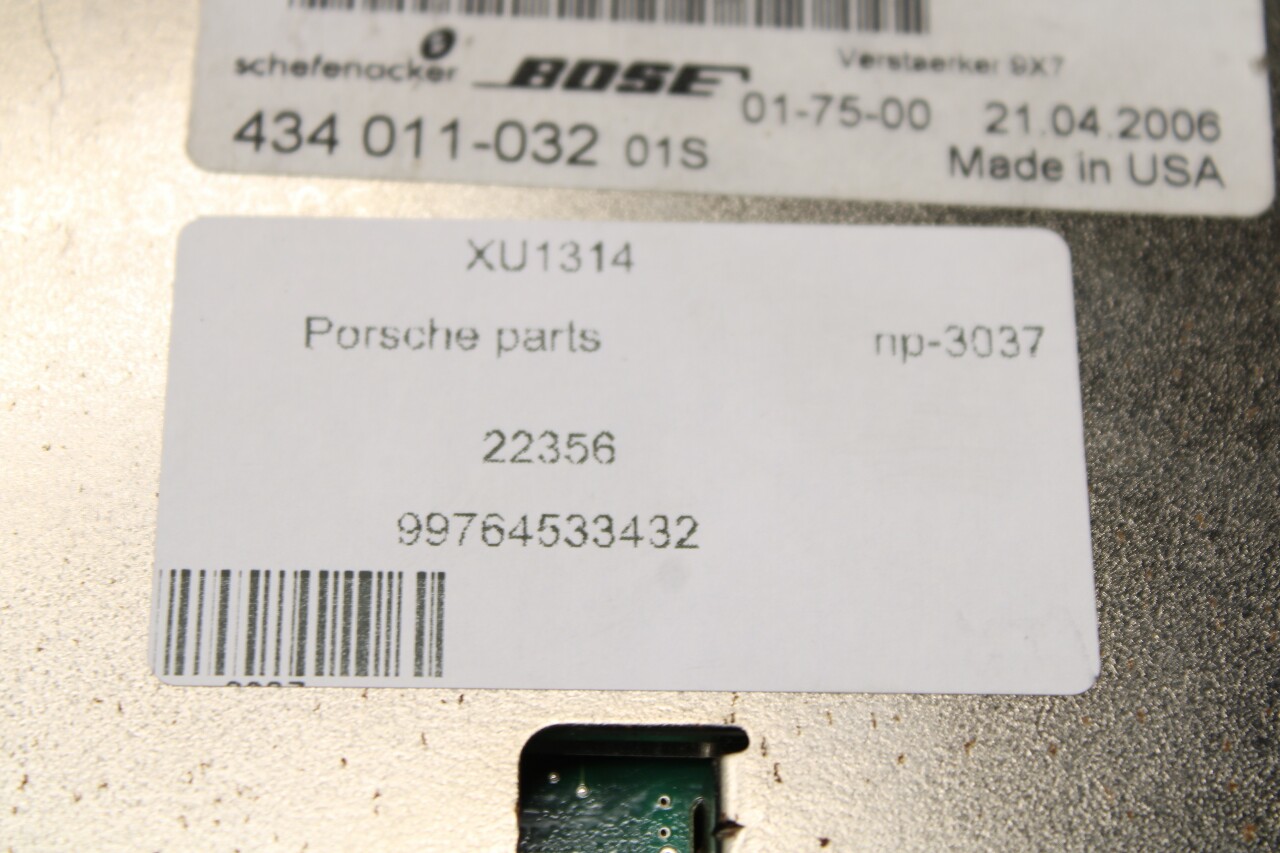 schefenacker BOSE Verstaerker 9X7
434 011-032 01S 01-75-00 21.04.2006
Made in USA
XU1314
Porsche parts np-3037
22356
99764533432